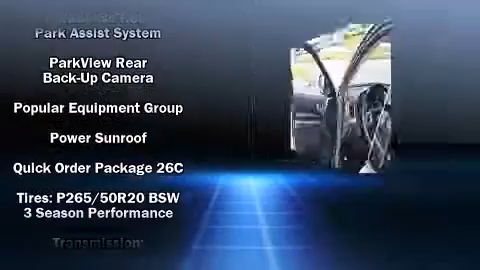 Park Assist System
ParkView Rear
Back-Up Camera
Popular Equipment Group
Power Sunroof
Quick Order Package 26C
Tires: P265/50R20 BSW
3 Season Performance
Transmission: